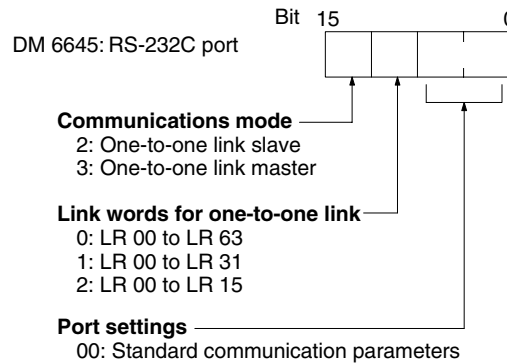 Bit 15 0
DM 6645: RS-232C port
Communications mode
2: One-to-one link slave
3: One-to-one link master
Link words for one-to-one link
0: LR 00 to LR 63
1: LR 00 to LR 31
2: LR 00 to LR 15
Port settings
00: Standard communication parameters